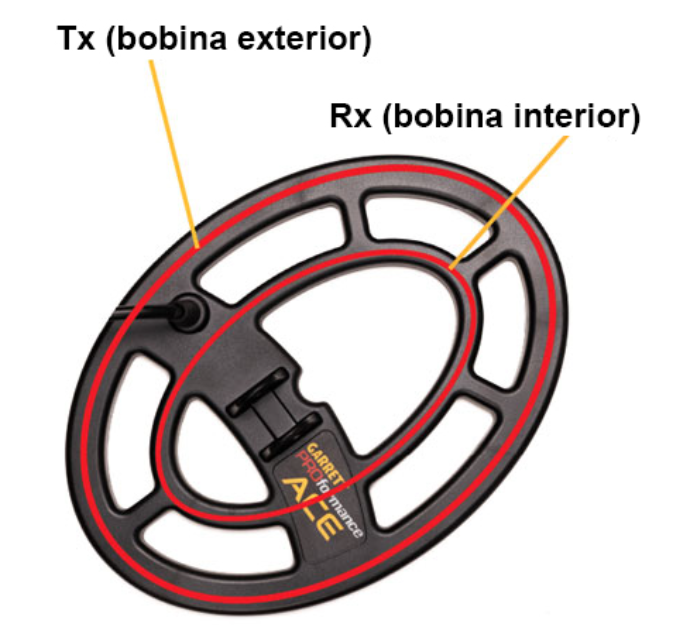 Tx (bobina exterior)
Rx (bobina interior)
GARRETT
PROformance
ACE